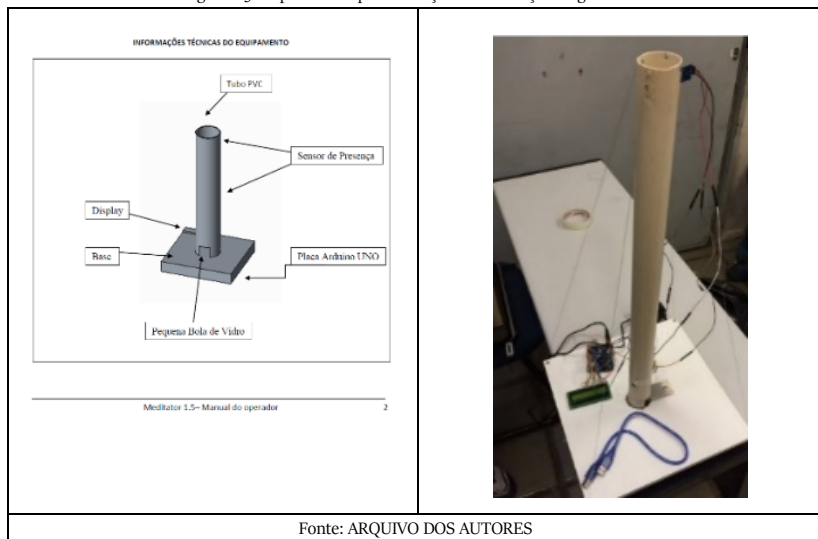 INFORMAÇÕES TÉCNICAS DO EQUIPAMENTO
Tubo PVC
Sensor de Presença
Display
Base
Placa Arduino UNO
Pequena Bola de Vidro
Meditator 1.5– Manual do operador 2
Fonte: ARQUIVO DOS AUTORES